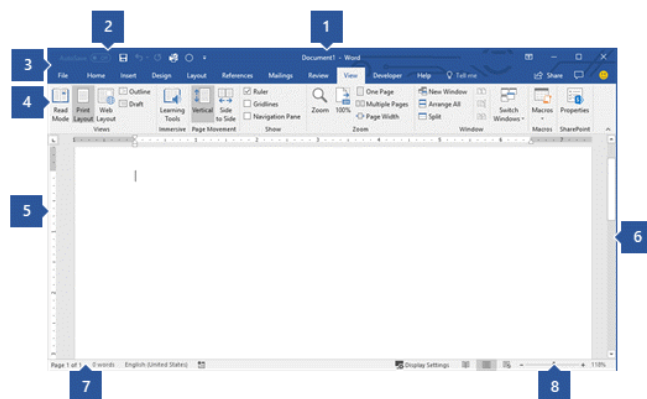 2
1
AutoSave Off
Document1 - Word
3
File Home Insert Design Layout References Mailings Review View Developer Help Tell me Share
4
Read Mode
Print Layout
Web Layout
Outline
Draft
Views
Learning Tools
Immersive
Vertical
Side to Side
Page Movement
Ruler
Gridlines
Navigation Pane
Show
Zoom
100%
One Page
Multiple Pages
Page Width
Zoom
New Window
Arrange All
Split
Switch Windows
Window
Macros
Macros
Properties
SharePoint
5
6
Page 1 of 1 0 words English (United States) Display Settings 118%
7
8